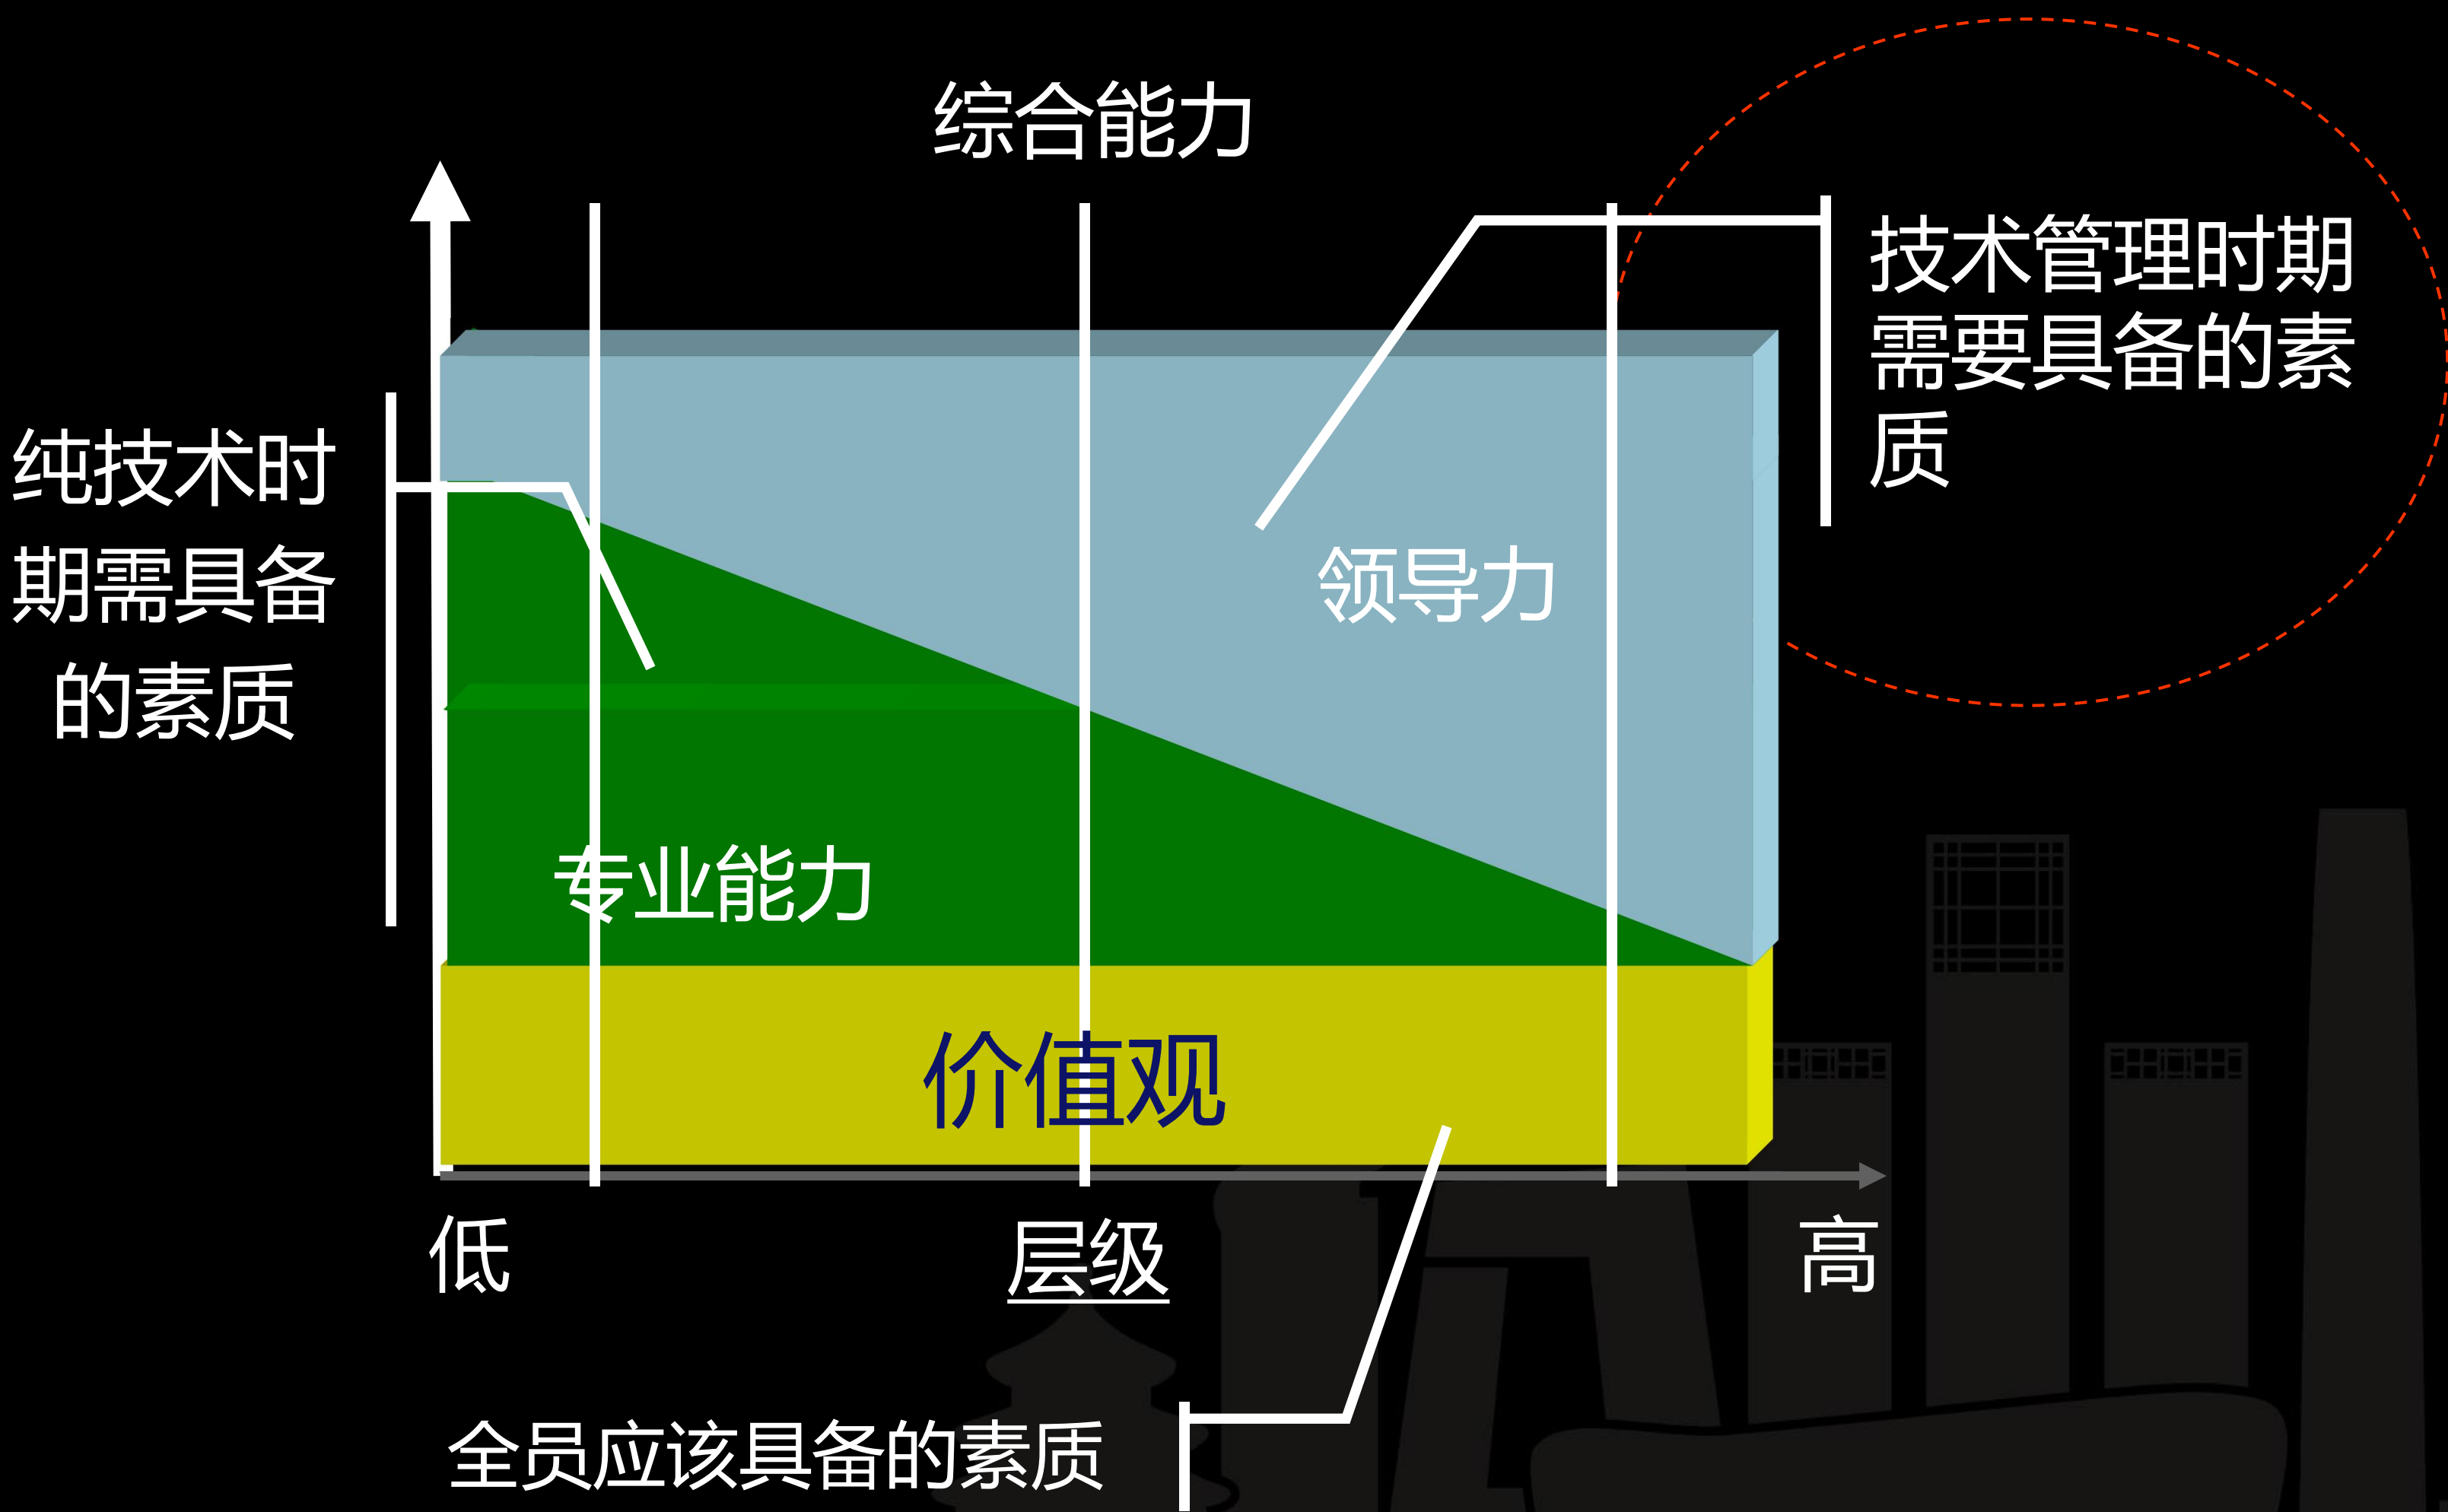 综合能力
技术管理时期
需要具备的素
质
纯技术时
期需具备
的素质
领导力
专业能力
价值观
低
层级
高
全员应该具备的素质